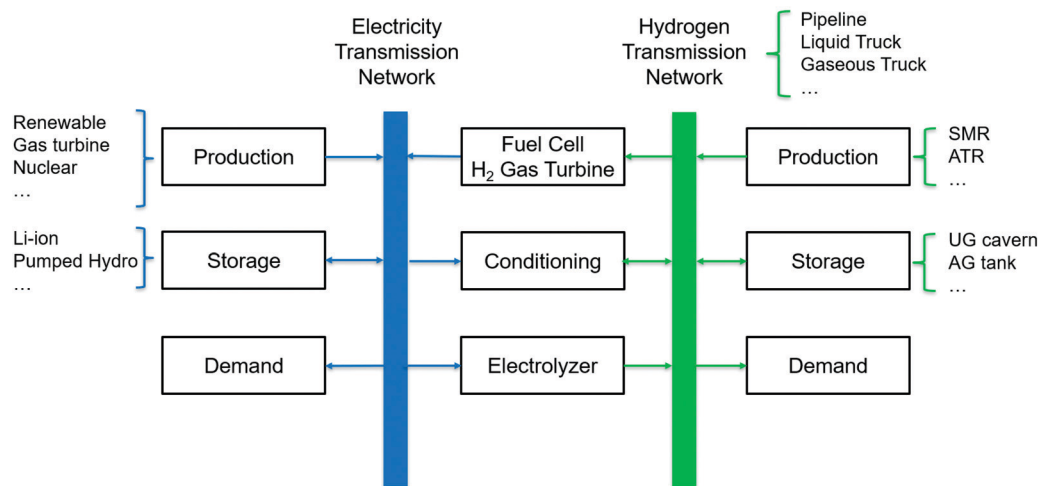 Electricity
Transmission
Network
Hydrogen
Transmission
Network
Pipeline
Liquid Truck
Gaseous Truck
…
Renewable
Gas turbine
Nuclear
…
Production
Fuel Cell
H₂ Gas Turbine
Production
SMR
ATR
…
Li-ion
Pumped Hydro
…
Storage
Conditioning
Storage
UG cavern
AG tank
…
Demand
Electrolyzer
Demand